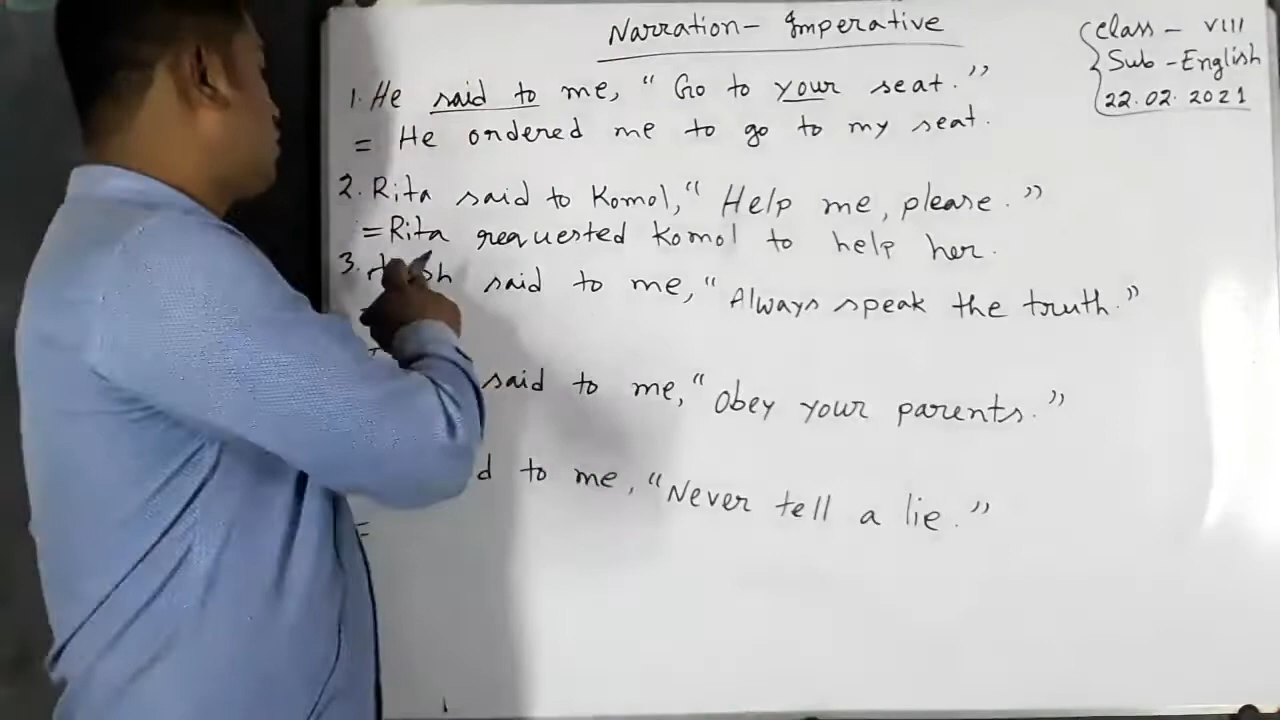 Narration - Imperative
Class - VIII
Sub - English
22.02.2021
1. He said to me, "Go to your seat."
= He ordered me to go to my seat.
2. Rita said to Komol, "Help me, please."
= Rita requested Komol to help her.
3. said to me, "Always speak the truth."
said to me, "Obey your parents."
to me, "Never tell a lie."
=